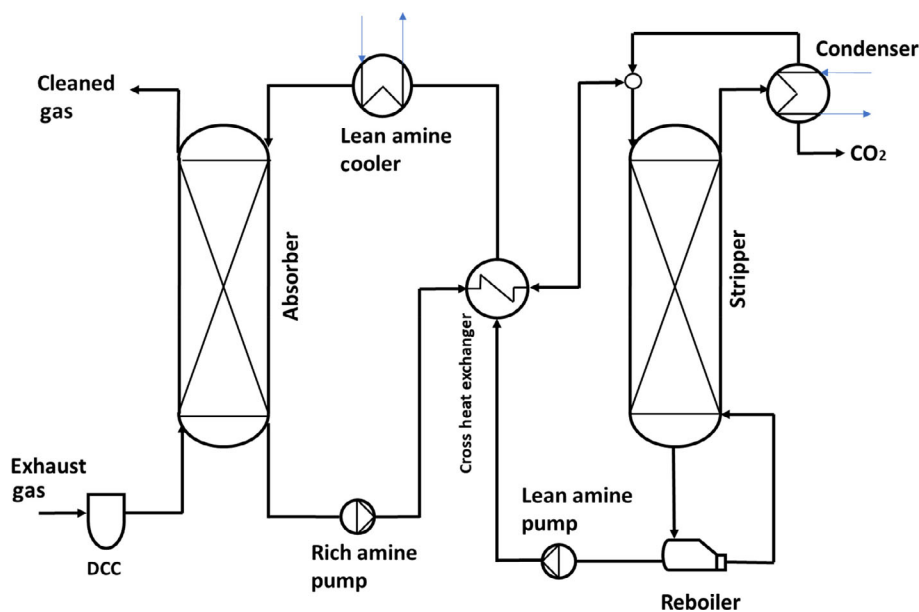 Condenser
Cleaned
gas
Lean amine
cooler
CO₂
Absorber
Stripper
Cross heat exchanger
Exhaust
gas
DCC
Rich amine
pump
Lean amine
pump
Reboiler